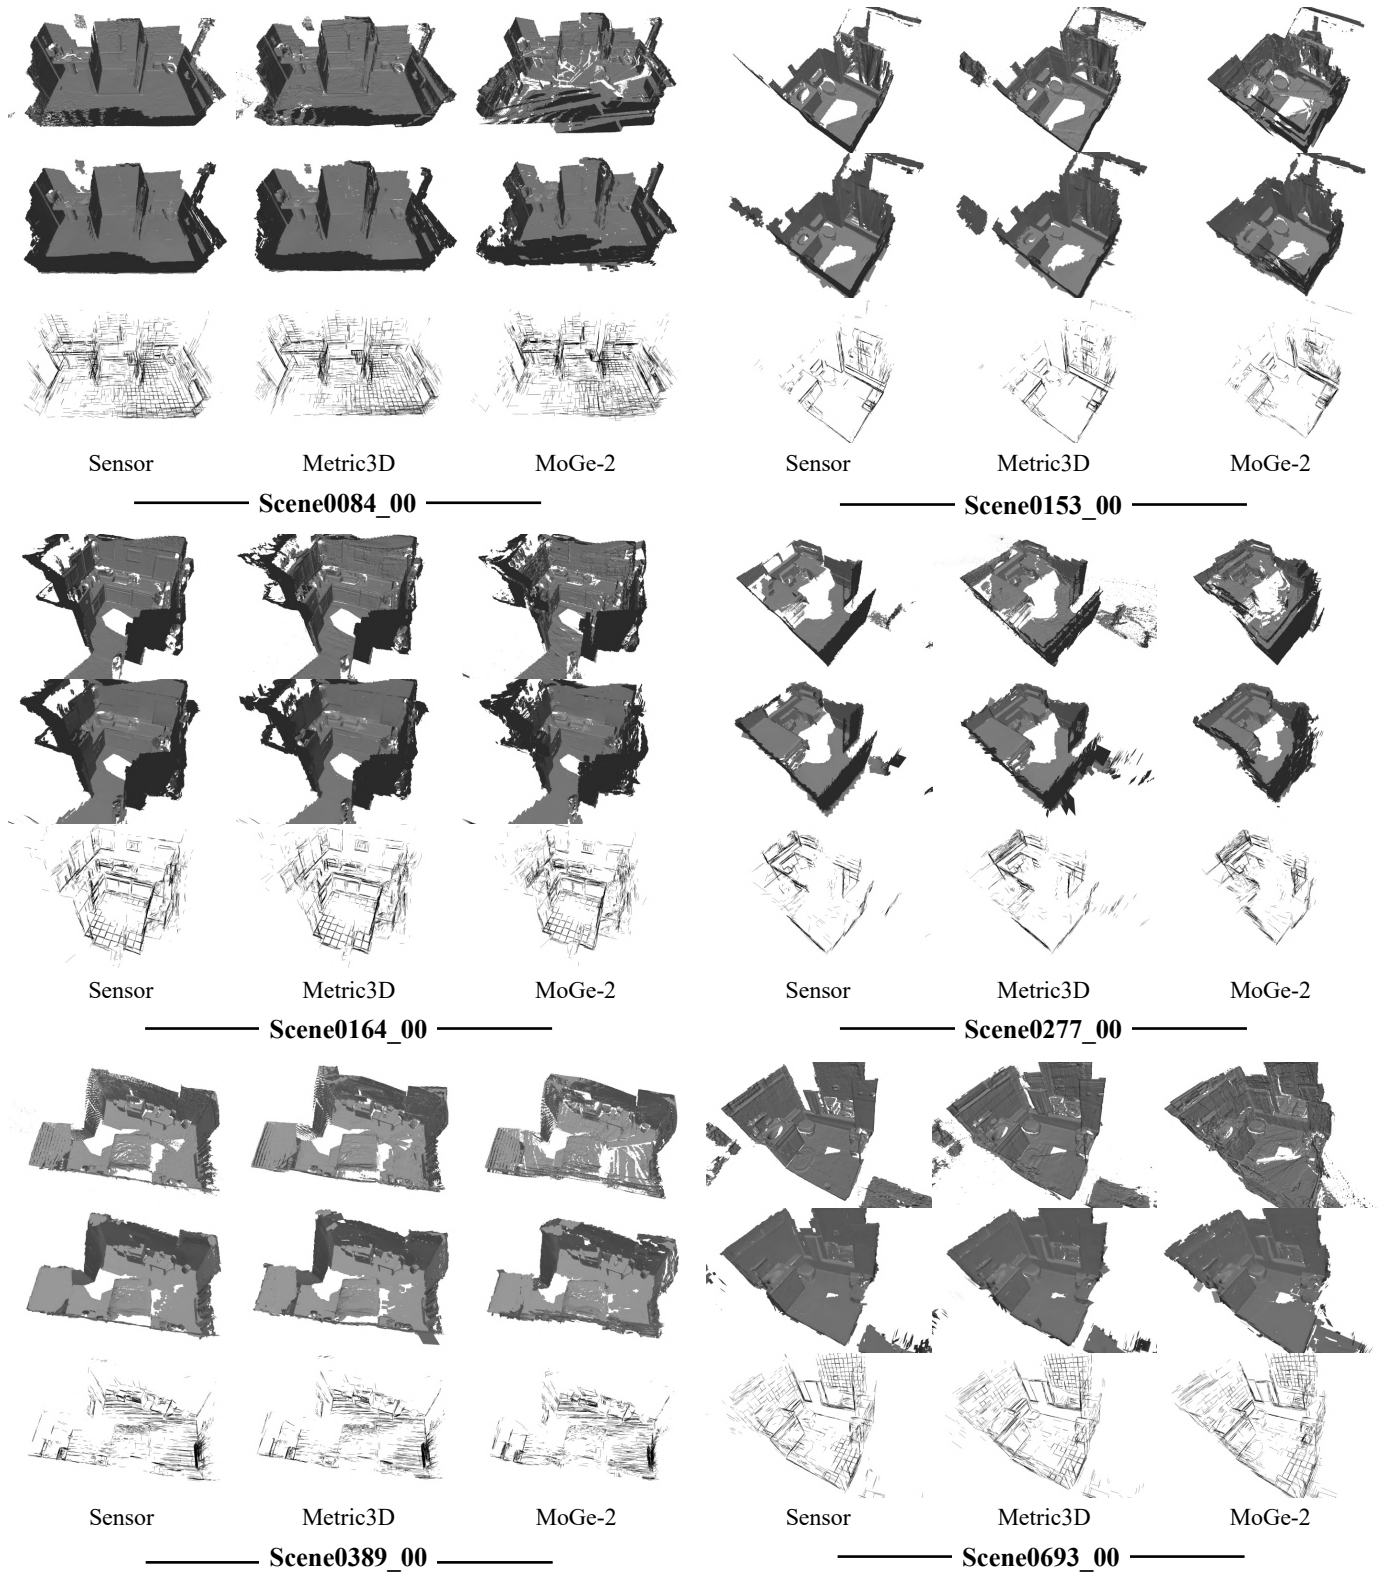 Sensor Metric3D MoGe-2
Scene0084_00
Sensor Metric3D MoGe-2
Scene0153_00
Sensor Metric3D MoGe-2
Scene0164_00
Sensor Metric3D MoGe-2
Scene0277_00
Sensor Metric3D MoGe-2
Scene0389_00
Sensor Metric3D MoGe-2
Scene0693_00